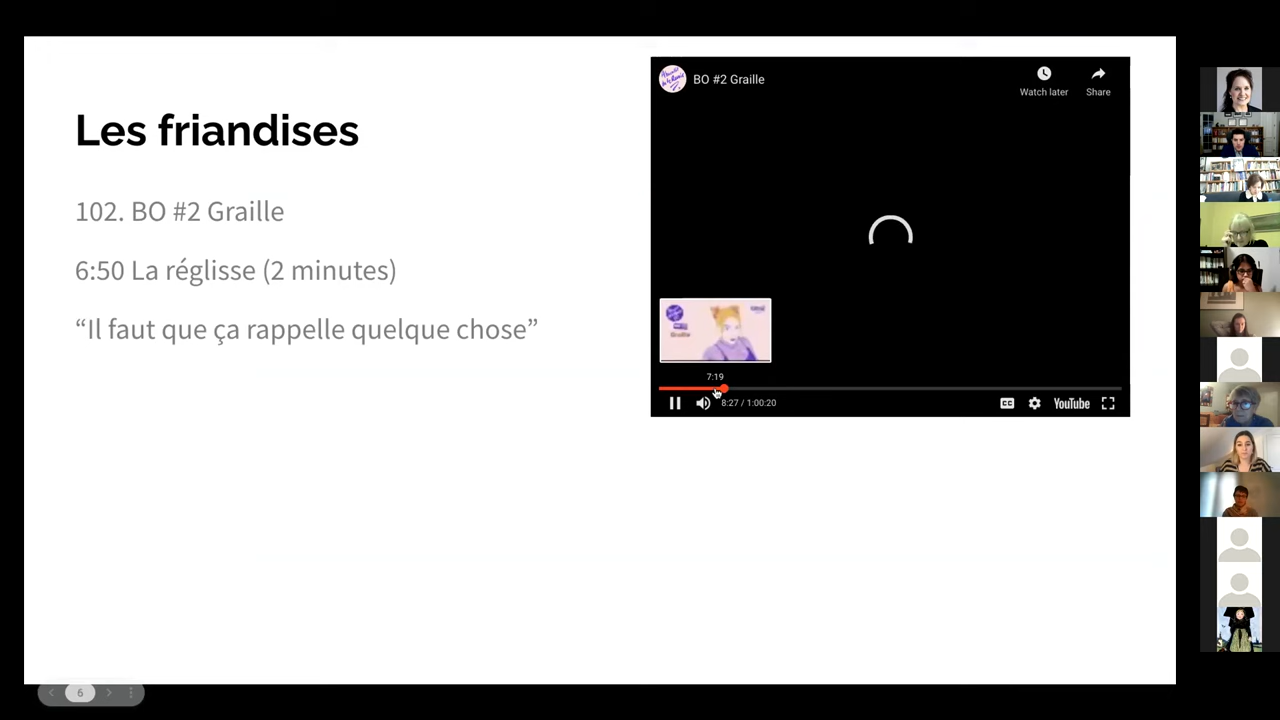 Les friandises
102. BO #2 Graille
6:50 La réglisse (2 minutes)
“Il faut que ça rappelle quelque chose”
BO #2 Graille
Watch later
Share
7:19
8:27 / 1:00:20
CC
YouTube
6